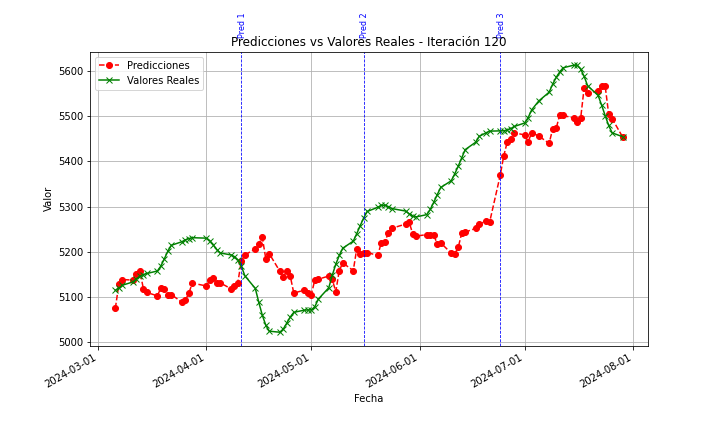 Pred 1
Pred 2
Pred 3
Predicciones vs Valores Reales - Iteración 120
Predicciones
Valores Reales
Valor
5600
5500
5400
5300
5200
5100
5000
2024-03-01
2024-04-01
2024-05-01
2024-06-01
2024-07-01
2024-08-01
Fecha